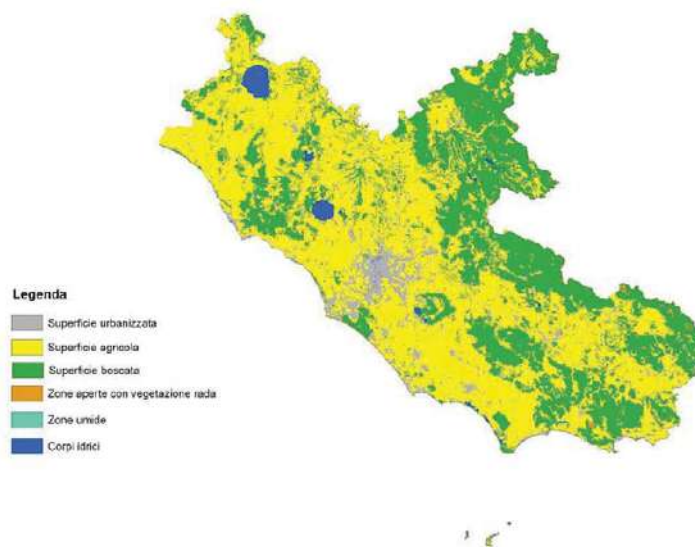 Legenda
Superficie urbanizzata
Superficie agricola
Superficie boscata
Zone aperte con vegetazione rada
Zone umide
Corpi idrici